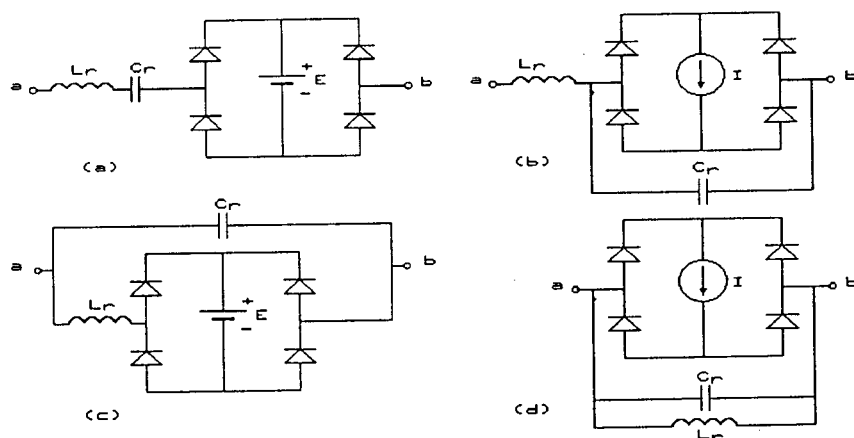 Lr Cr
a + E - b
(a)
Lr
a I b
(b)
Cr
Cr
a b
Lr + E -
(c)
a I b
Cr
(d)
Lr